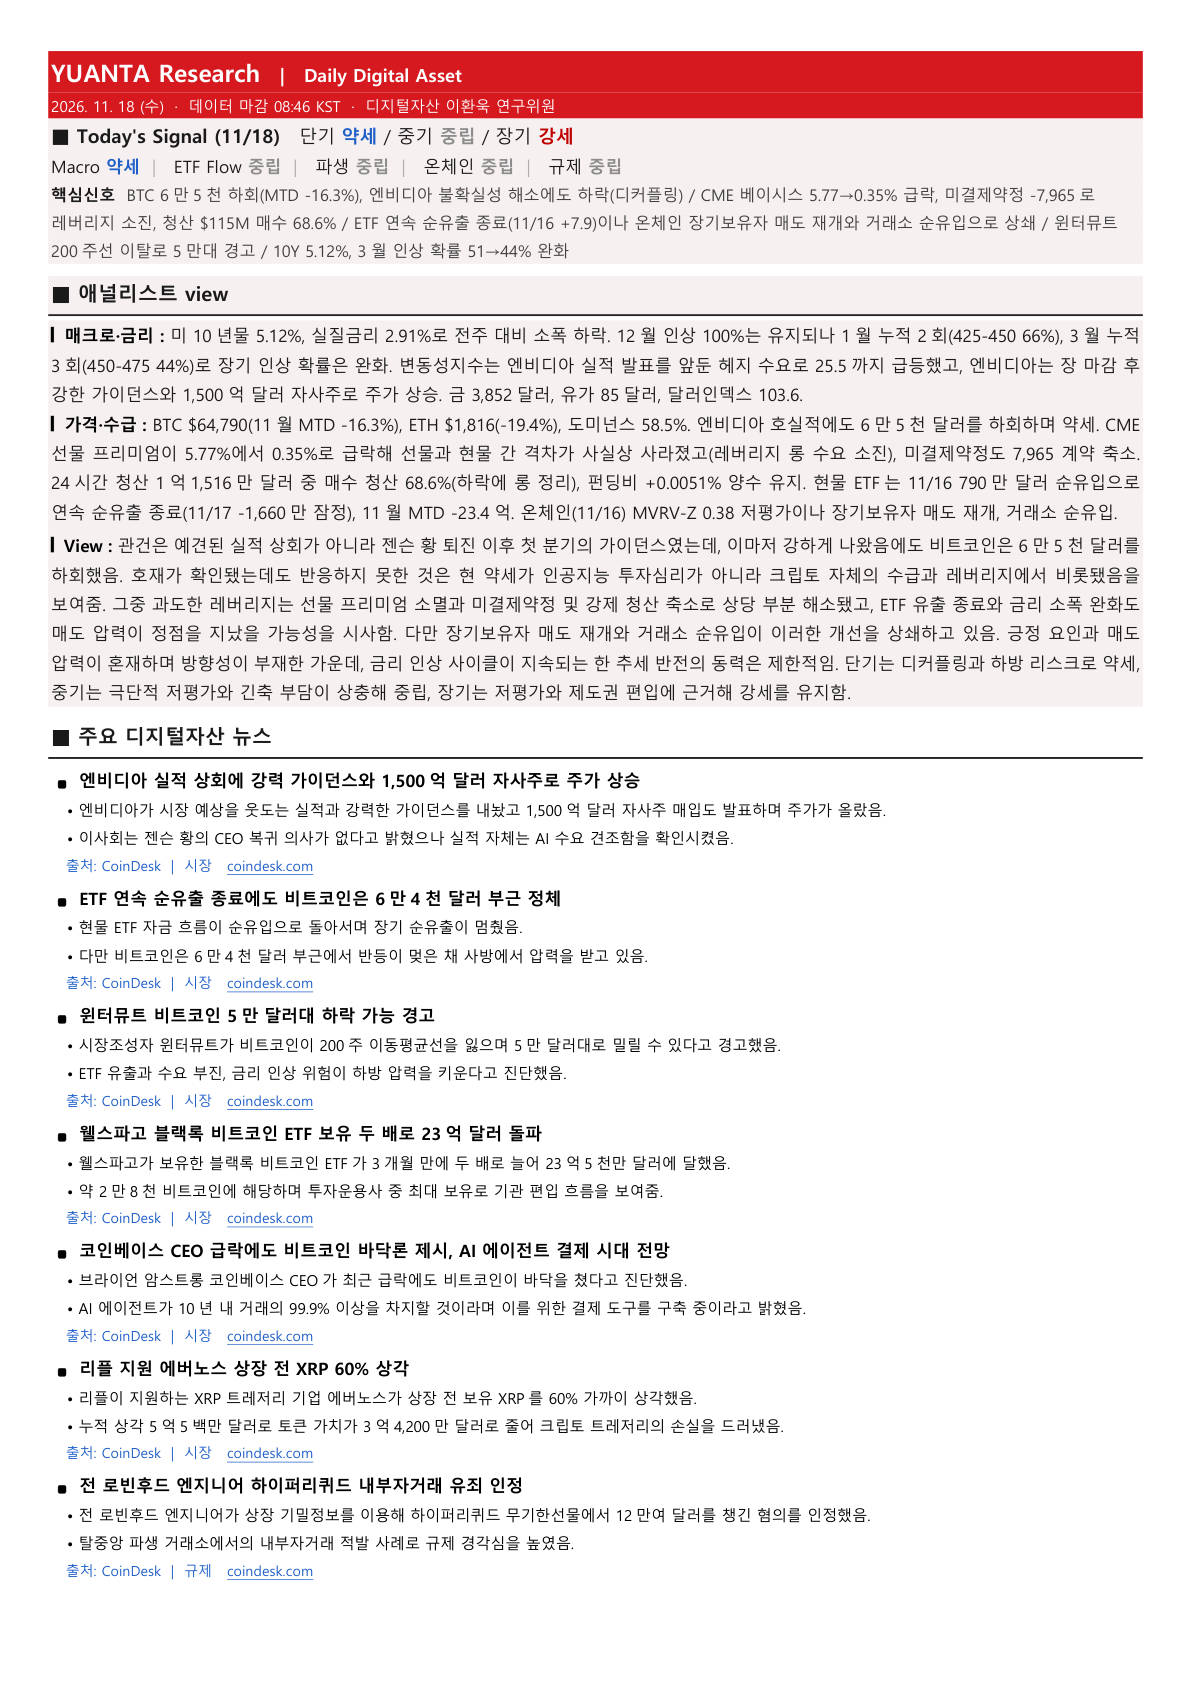 YUANTA Research | Daily Digital Asset
2026. 11. 18 (수) · 데이터 마감 08:46 KST · 디지털자산 이환욱 연구위원
■ Today's Signal (11/18) 단기 약세 / 중기 중립 / 장기 강세
Macro 약세 | ETF Flow 중립 | 파생 중립 | 온체인 중립 | 규제 중립
핵심신호 BTC 6만5천 하회(MTD -16.3%), 엔비디아 불확실성 해소에도 하락(디커플링) / CME 베이시스 5.77→0.35% 급락, 미결제약정 -7,965로
레버리지 소진, 청산 $115M 매수 68.6% / ETF 연속 순유출 종료(11/16 +7.9)이나 온체인 장기보유자 매도 재개와 거래소 순유입으로 상쇄 / 윈터뮤트
200주선 이탈로 5만대 경고 / 10Y 5.12%, 3월 인상 확률 51→44% 완화
■ 애널리스트 view
▎매크로·금리 : 미 10년물 5.12%, 실질금리 2.91%로 전주 대비 소폭 하락. 12월 인상 100%는 유지되나 1월 누적 2회(425-450 66%), 3월 누적
3회(450-475 44%)로 장기 인상 확률은 완화. 변동성지수는 엔비디아 실적 발표를 앞둔 헤지 수요로 25.5까지 급등했고, 엔비디아는 장 마감 후
강한 가이던스와 1,500억 달러 자사주로 주가 상승. 금 3,852달러, 유가 85달러, 달러인덱스 103.6.
▎가격·수급 : BTC $64,790(11월 MTD -16.3%), ETH $1,816(-19.4%), 도미넌스 58.5%. 엔비디아 호실적에도 6만5천 달러를 하회하며 약세. CME
선물 프리미엄이 5.77%에서 0.35%로 급락해 선물과 현물 간 격차가 사실상 사라졌고(레버리지 롱 수요 소진), 미결제약정도 7,965계약 축소.
24시간 청산 1억1,516만 달러 중 매수 청산 68.6%(하락에 롱 정리), 펀딩비 +0.0051% 양수 유지. 현물 ETF는 11/16 790만 달러 순유입으로
연속 순유출 종료(11/17 -1,660만 잠정), 11월 MTD -23.4억. 온체인(11/16) MVRV-Z 0.38 저평가이나 장기보유자 매도 재개, 거래소 순유입.
▎View : 관건은 예견된 실적 상회가 아니라 젠슨 황 퇴진 이후 첫 분기의 가이던스였는데, 이마저 강하게 나왔음에도 비트코인은 6만5천 달러를
하회했음. 호재가 확인됐는데도 반응하지 못한 것은 현 약세가 인공지능 투자심리가 아니라 크립토 자체의 수급과 레버리지에서 비롯됐음을
보여줌. 그중 과도한 레버리지는 선물 프리미엄 소멸과 미결제약정 및 강제 청산 축소로 상당 부분 해소됐고, ETF 유출 종료와 금리 소폭 완화도
매도 압력이 정점을 지났을 가능성을 시사함. 다만 장기보유자 매도 재개와 거래소 순유입이 이러한 개선을 상쇄하고 있음. 긍정 요인과 매도
압력이 혼재하며 방향성이 부재한 가운데, 금리 인상 사이클이 지속되는 한 추세 반전의 동력은 제한적임. 단기는 디커플링과 하방 리스크로 약세,
중기는 극단적 저평가와 긴축 부담이 상충해 중립, 장기는 저평가와 제도권 편입에 근거해 강세를 유지함.
■ 주요 디지털자산 뉴스
■ 엔비디아 실적 상회에 강력 가이던스와 1,500억 달러 자사주로 주가 상승
• 엔비디아가 시장 예상을 웃도는 실적과 강력한 가이던스를 내놨고 1,500억 달러 자사주 매입도 발표하며 주가가 올랐음.
• 이사회는 젠슨 황의 CEO 복귀 의사가 없다고 밝혔으나 실적 자체는 AI 수요 견조함을 확인시켰음.
출처: CoinDesk | 시장 coindesk.com
■ ETF 연속 순유출 종료에도 비트코인은 6만4천 달러 부근 정체
• 현물 ETF 자금 흐름이 순유입으로 돌아서며 장기 순유출이 멈췄음.
• 다만 비트코인은 6만4천 달러 부근에서 반등이 멎은 채 사방에서 압력을 받고 있음.
출처: CoinDesk | 시장 coindesk.com
■ 윈터뮤트 비트코인 5만 달러대 하락 가능 경고
• 시장조성자 윈터뮤트가 비트코인이 200주 이동평균선을 잃으며 5만 달러대로 밀릴 수 있다고 경고했음.
• ETF 유출과 수요 부진, 금리 인상 위험이 하방 압력을 키운다고 진단했음.
출처: CoinDesk | 시장 coindesk.com
■ 웰스파고 블랙록 비트코인 ETF 보유 두 배로 23억 달러 돌파
• 웰스파고가 보유한 블랙록 비트코인 ETF가 3개월 만에 두 배로 늘어 23억5천만 달러에 달했음.
• 약 2만8천 비트코인에 해당하며 투자운용사 중 최대 보유로 기관 편입 흐름을 보여줌.
출처: CoinDesk | 시장 coindesk.com
■ 코인베이스 CEO 급락에도 비트코인 바닥론 제시, AI 에이전트 결제 시대 전망
• 브라이언 암스트롱 코인베이스 CEO가 최근 급락에도 비트코인이 바닥을 쳤다고 진단했음.
• AI 에이전트가 10년 내 거래의 99.9% 이상을 차지할 것이라며 이를 위한 결제 도구를 구축 중이라고 밝혔음.
출처: CoinDesk | 시장 coindesk.com
■ 리플 지원 에버노스 상장 전 XRP 60% 상각
• 리플이 지원하는 XRP 트레저리 기업 에버노스가 상장 전 보유 XRP를 60% 가까이 상각했음.
• 누적 상각 5억5백만 달러로 토큰 가치가 3억4,200만 달러로 줄어 크립토 트레저리의 손실을 드러냈음.
출처: CoinDesk | 시장 coindesk.com
■ 전 로빈후드 엔지니어 하이퍼리퀴드 내부자거래 유죄 인정
• 전 로빈후드 엔지니어가 상장 기밀정보를 이용해 하이퍼리퀴드 무기한선물에서 12만여 달러를 챙긴 혐의를 인정했음.
• 탈중앙 파생 거래소에서의 내부자거래 적발 사례로 규제 경각심을 높였음.
출처: CoinDesk | 규제 coindesk.com